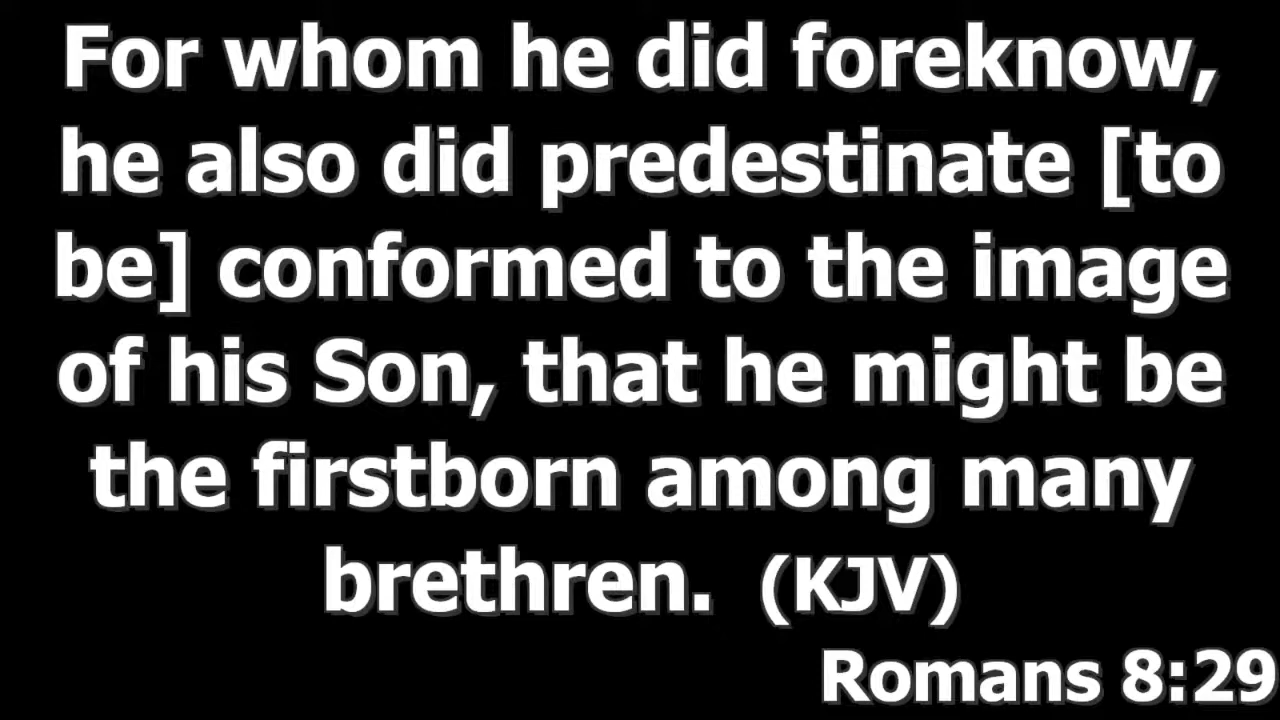 For whom he did foreknow,
he also did predestinate [to
be] conformed to the image
of his Son, that he might be
the firstborn among many
brethren. (KJV)
Romans 8:29